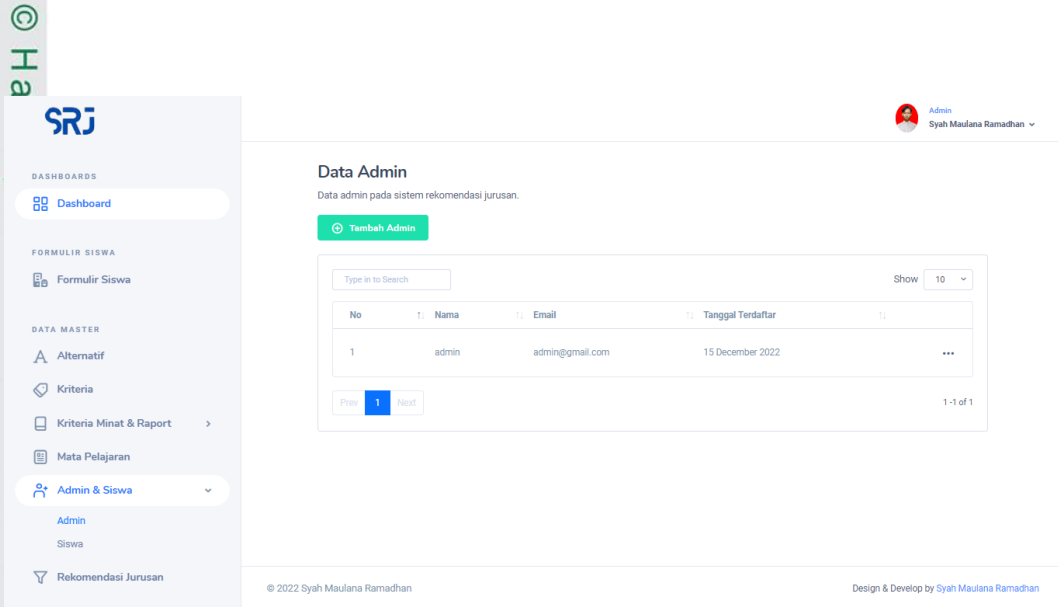 © Ha
SRJ
Admin
Syah Maulana Ramadhan
DASHBOARDS
Dashboard
FORMULIR SISWA
Formulir Siswa
DATA MASTER
Alternatif
Kriteria
Kriteria Minat & Raport
Mata Pelajaran
Admin & Siswa
Admin
Siswa
Rekomendasi Jurusan
Data Admin
Data admin pada sistem rekomendasi jurusan.
Tambah Admin
Type in to Search
Show 10
No Nama Email Tanggal Terdaftar
1 admin admin@gmail.com 15 December 2022
Prev 1 Next
1 -1 of 1
© 2022 Syah Maulana Ramadhan
Design & Develop by Syah Maulana Ramadhan